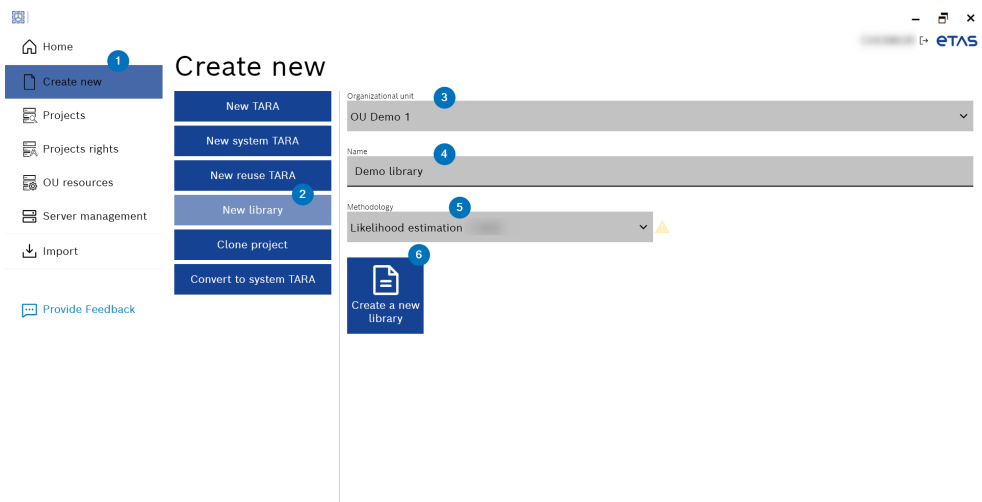 etas
Home
1
Create new
Create new
Projects
Projects rights
OU resources
Server management
Import
Provide Feedback
New TARA
New system TARA
New reuse TARA
2
New library
Clone project
Convert to system TARA
Organizational unit
3
OU Demo 1
Name
4
Demo library
Methodology
5
Likelihood estimation
6
Create a new
library